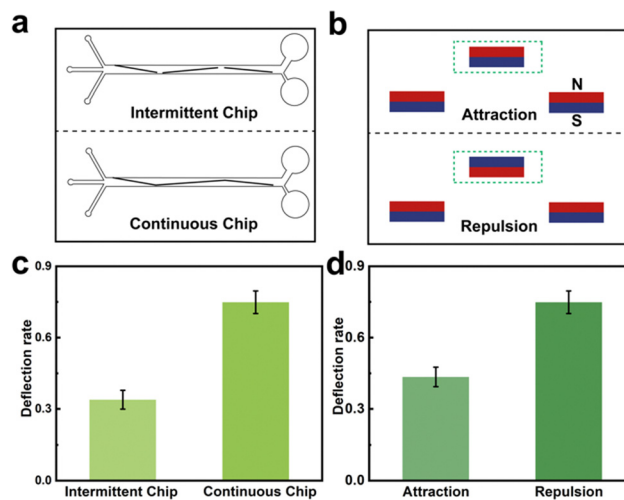 a
Intermittent Chip
Continuous Chip
b
N
Attraction
S
Repulsion
c
Deflection rate
0.9
0.6
0.3
0.0
Intermittent Chip Continuous Chip
d
Deflection rate
0.9
0.6
0.3
0.0
Attraction Repulsion